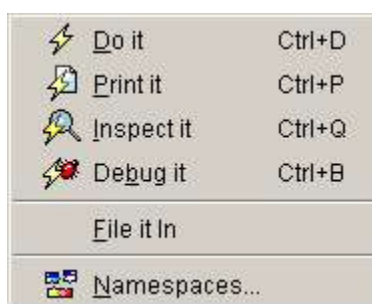 Do it Ctrl+D
Print it Ctrl+P
Inspect it Ctrl+Q
Debug it Ctrl+B
File it In
Namespaces...